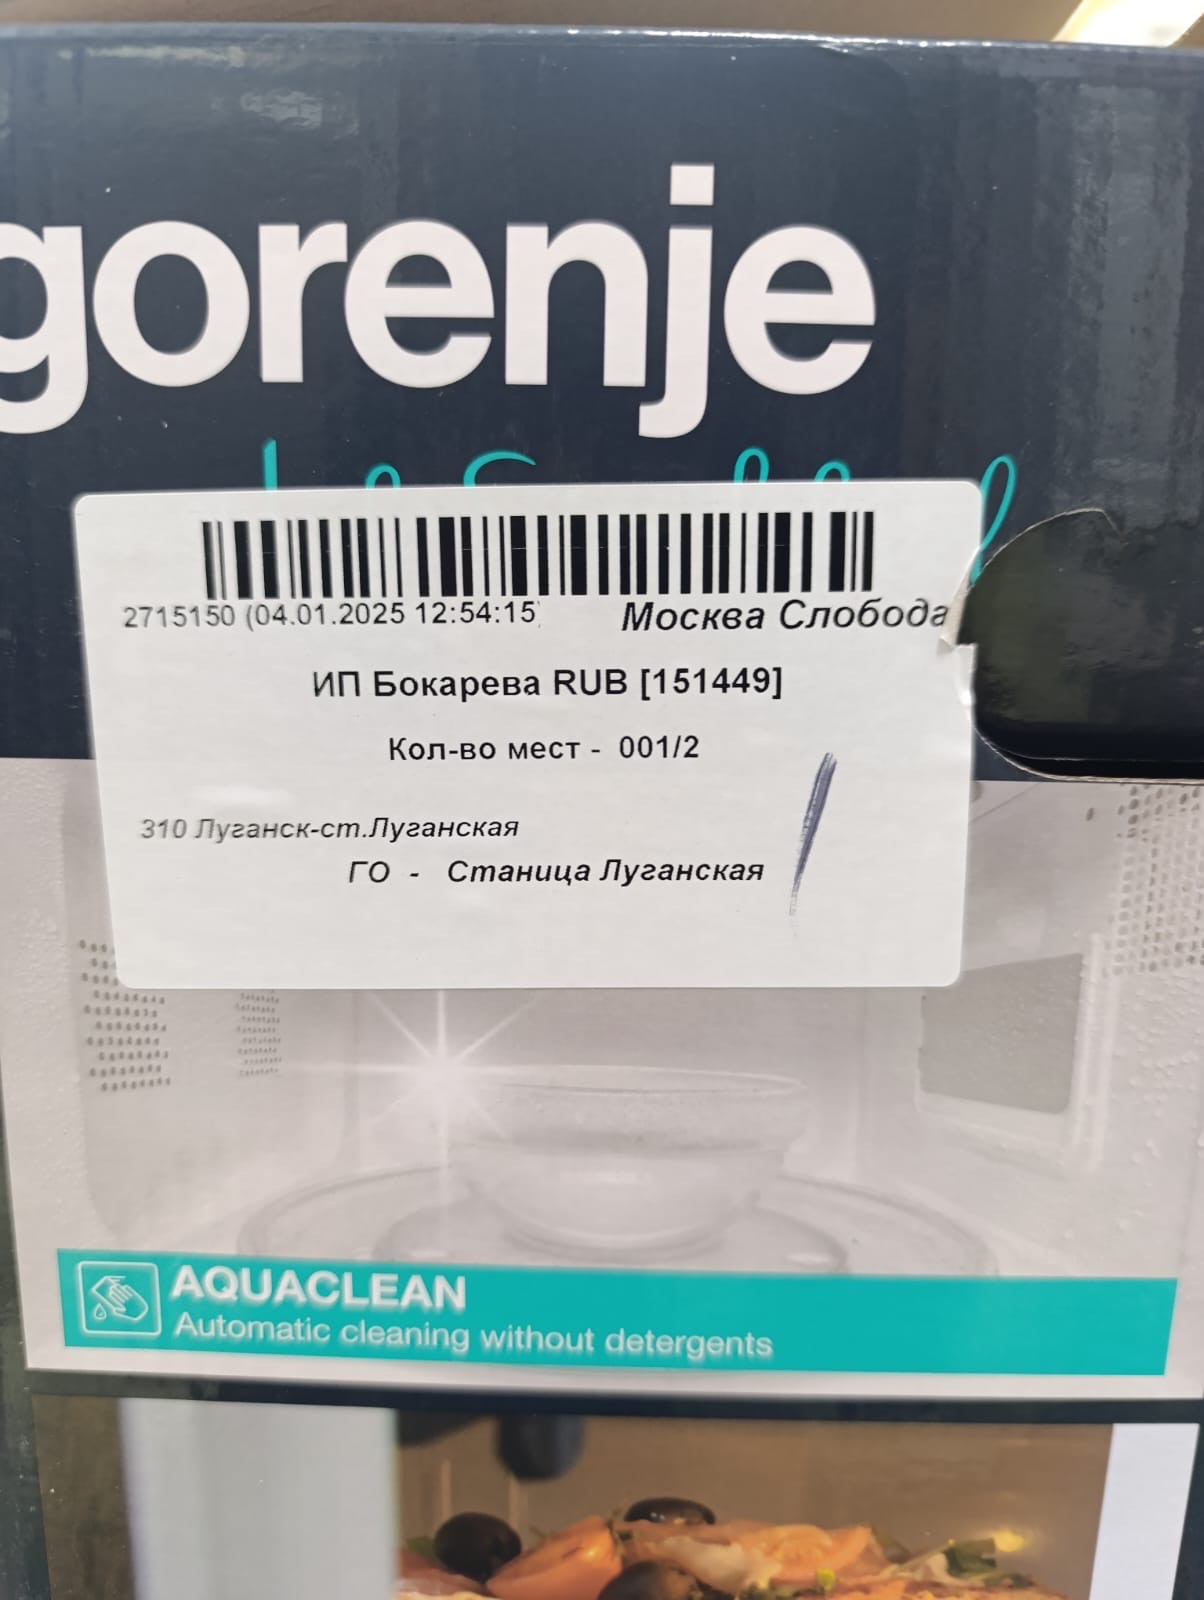 gorenje
2715150 (04.01.2025 12:54:15) Москва Слобода
ИП Бокарева RUB [151449]
Кол-во мест - 001/2
310 Луганск-ст.Луганская
ГО - Станица Луганская
AQUACLEAN
Automatic cleaning without detergents